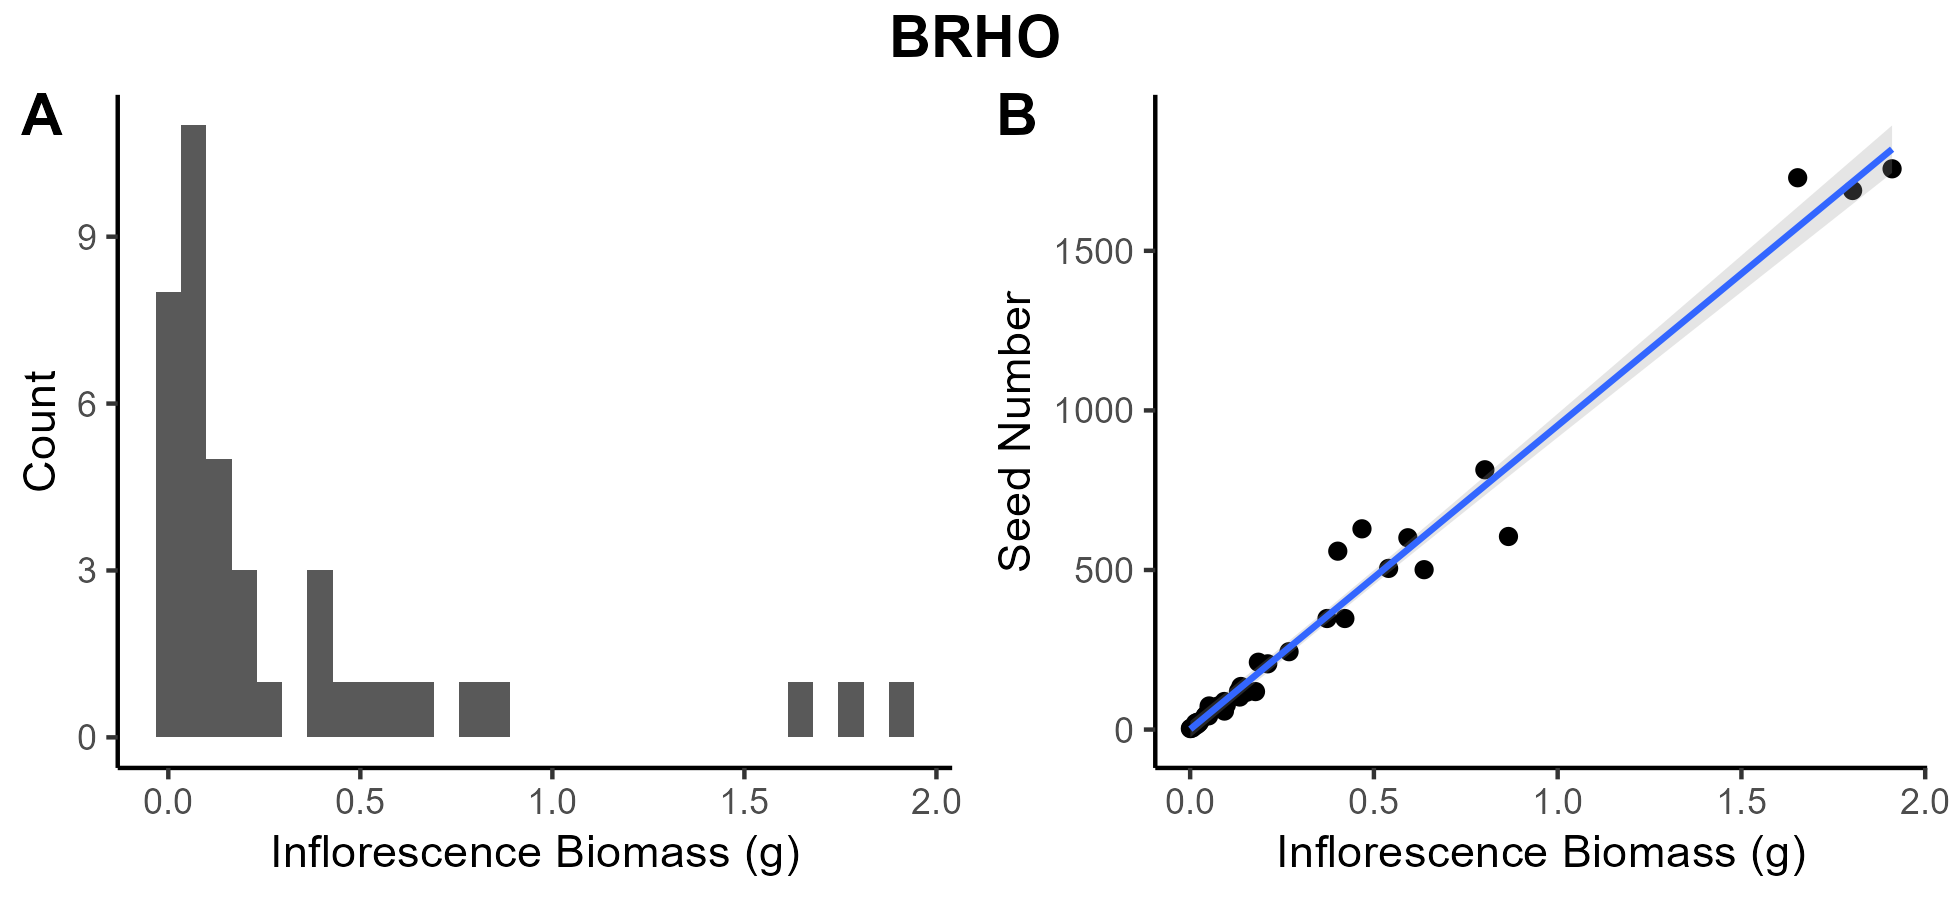 BRHO
A
9
6
3
0
Count
0.0 0.5 1.0 1.5 2.0
Inflorescence Biomass (g)
B
1500
1000
500
0
Seed Number
0.0 0.5 1.0 1.5 2.0
Inflorescence Biomass (g)